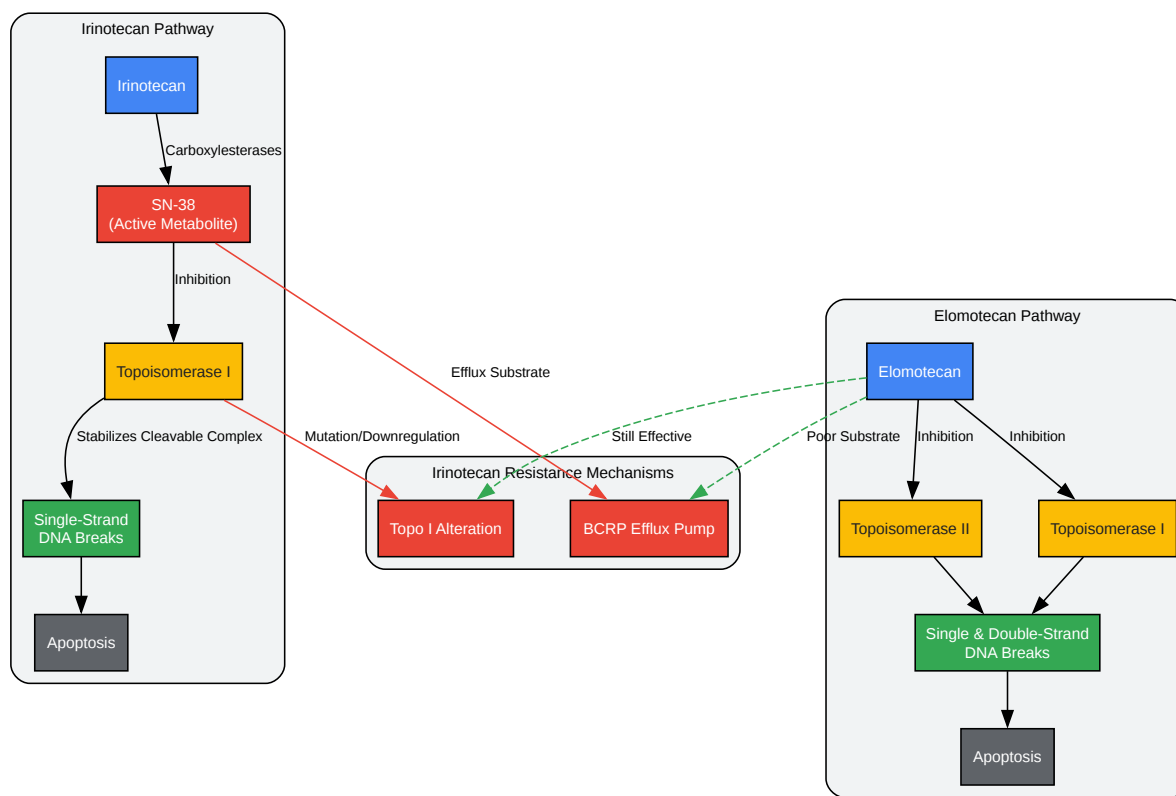 Irinotecan Pathway
Irinotecan
Carboxylesterases
SN-38
(Active Metabolite)
Inhibition
Topoisomerase I
Stabilizes Cleavable Complex
Single-Strand
DNA Breaks
Apoptosis
Efflux Substrate
Mutation/Downregulation
Still Effective
Poor Substrate
Irinotecan Resistance Mechanisms
Topo I Alteration
BCRP Efflux Pump
Elomotecan Pathway
Elomotecan
Inhibition
Inhibition
Topoisomerase II
Topoisomerase I
Single & Double-Strand
DNA Breaks
Apoptosis